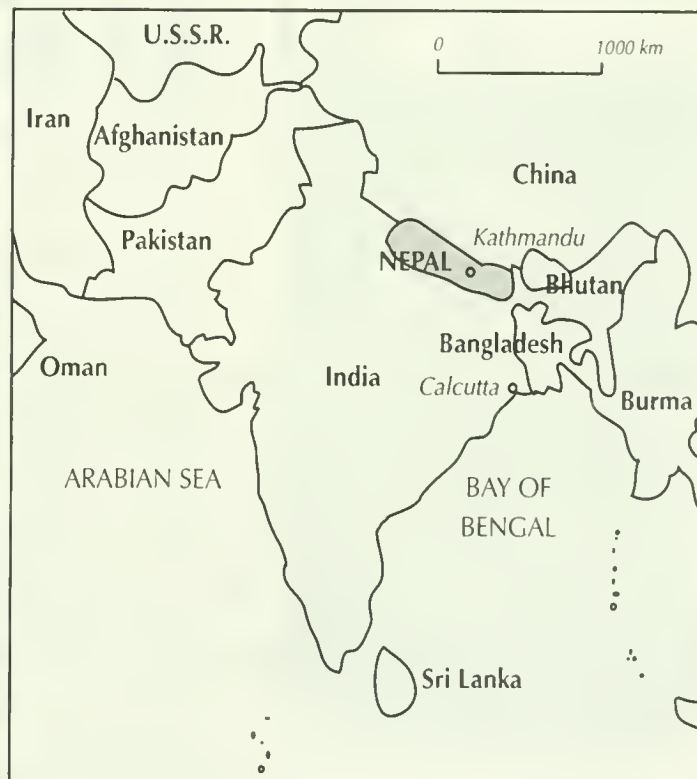 U.S.S.R.
0 1000 km
Iran
Afghanistan
China
Pakistan
Kathmandu
NEPAL
Bhutan
Oman
Bangladesh
India
Calcutta
Burma
ARABIAN SEA
BAY OF
BENGAL
Sri Lanka